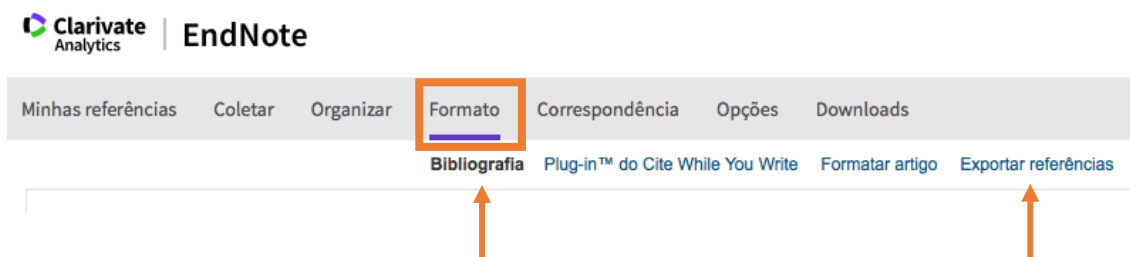 Clarivate
Analytics
EndNote
Minhas referências Coletar Organizar Formato Correspondência Opções Downloads
Bibliografia Plug-in™ do Cite While You Write Formatar artigo Exportar referências